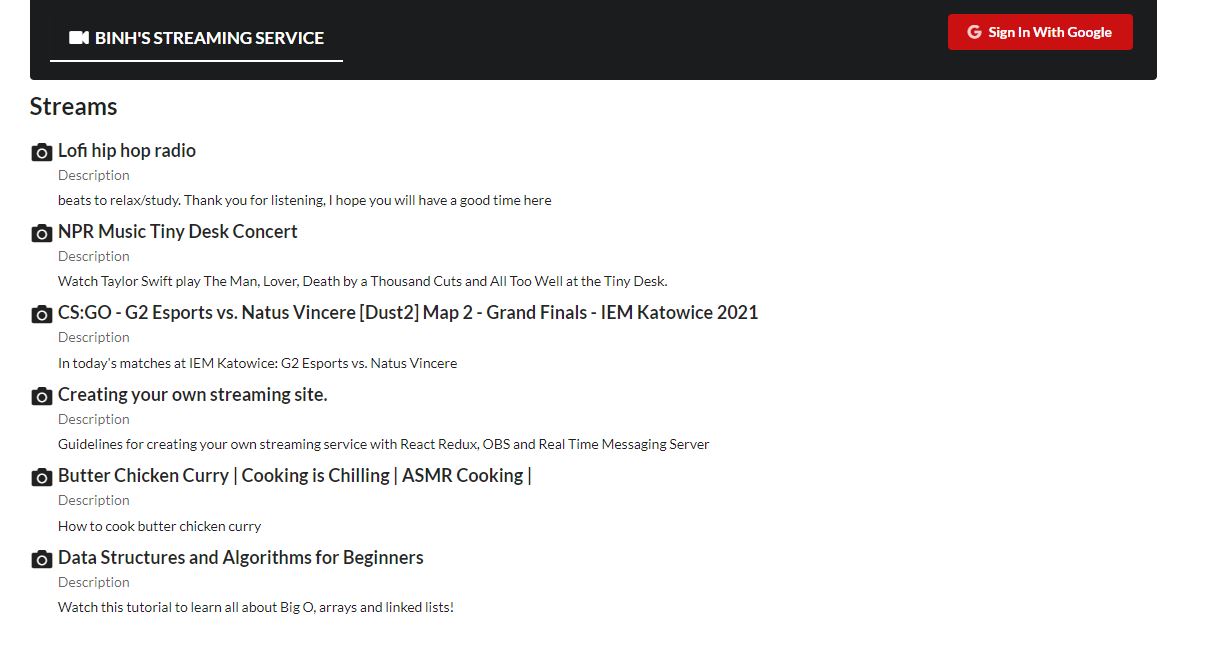 BINH'S STREAMING SERVICE
Sign In With Google
Streams
Lofi hip hop radio
Description
beats to relax/study. Thank you for listening, I hope you will have a good time here
NPR Music Tiny Desk Concert
Description
Watch Taylor Swift play The Man, Lover, Death by a Thousand Cuts and All Too Well at the Tiny Desk.
CS:GO - G2 Esports vs. Natus Vincere [Dust2] Map 2 - Grand Finals - IEM Katowice 2021
Description
In today's matches at IEM Katowice: G2 Esports vs. Natus Vincere
Creating your own streaming site.
Description
Guidelines for creating your own streaming service with React Redux, OBS and Real Time Messaging Server
Butter Chicken Curry | Cooking is Chilling | ASMR Cooking |
Description
How to cook butter chicken curry
Data Structures and Algorithms for Beginners
Description
Watch this tutorial to learn all about Big O, arrays and linked lists!